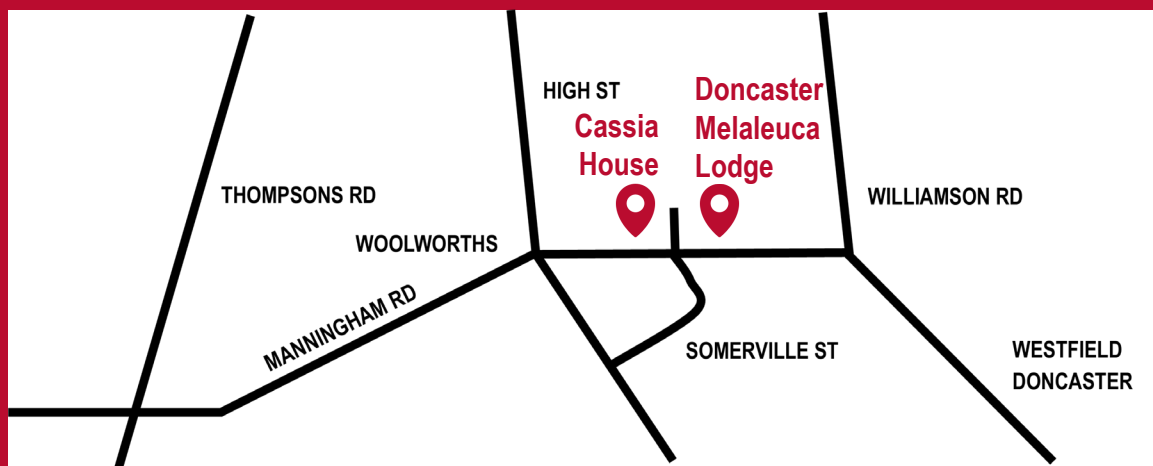 HIGH ST
Cassia
House
Doncaster
Melaleuca
Lodge
THOMPSONS RD
WILLIAMSON RD
WOOLWORTHS
MANNINGHAM RD
SOMERVILLE ST
WESTFIELD
DONCASTER